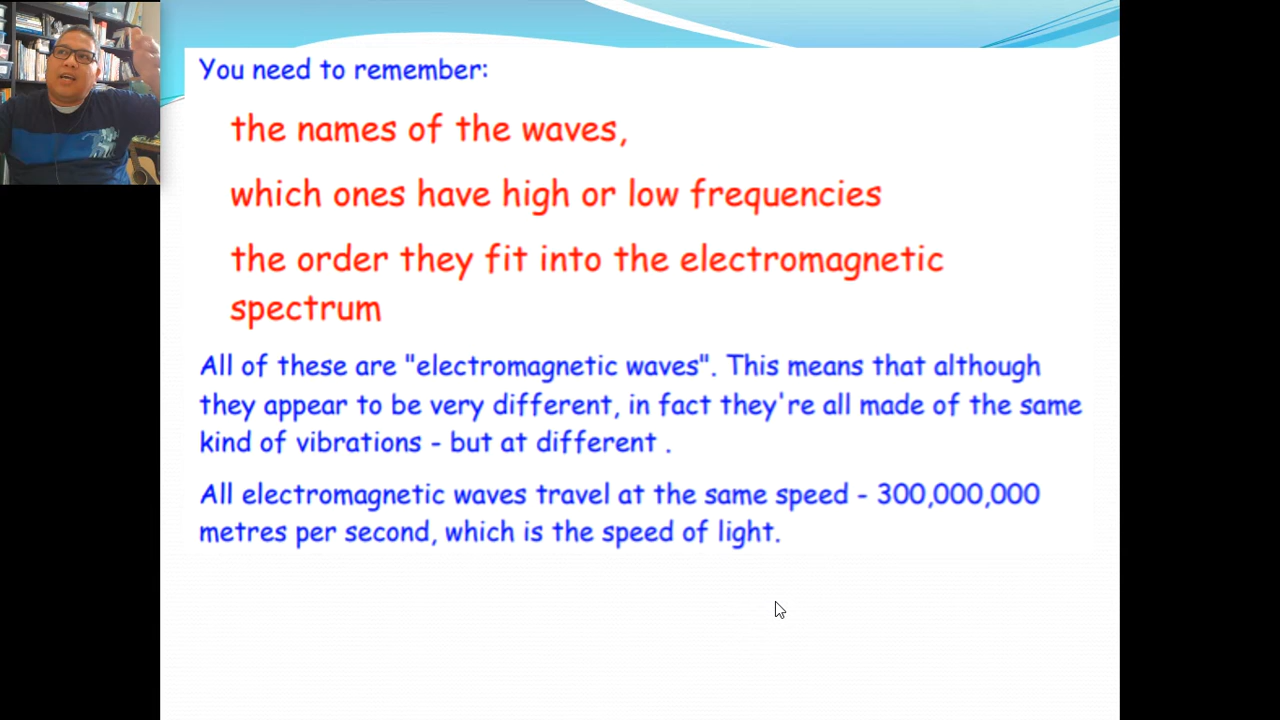 You need to remember:
the names of the waves,
which ones have high or low frequencies
the order they fit into the electromagnetic
spectrum
All of these are "electromagnetic waves". This means that although
they appear to be very different, in fact they're all made of the same
kind of vibrations - but at different .
All electromagnetic waves travel at the same speed - 300,000,000
metres per second, which is the speed of light.